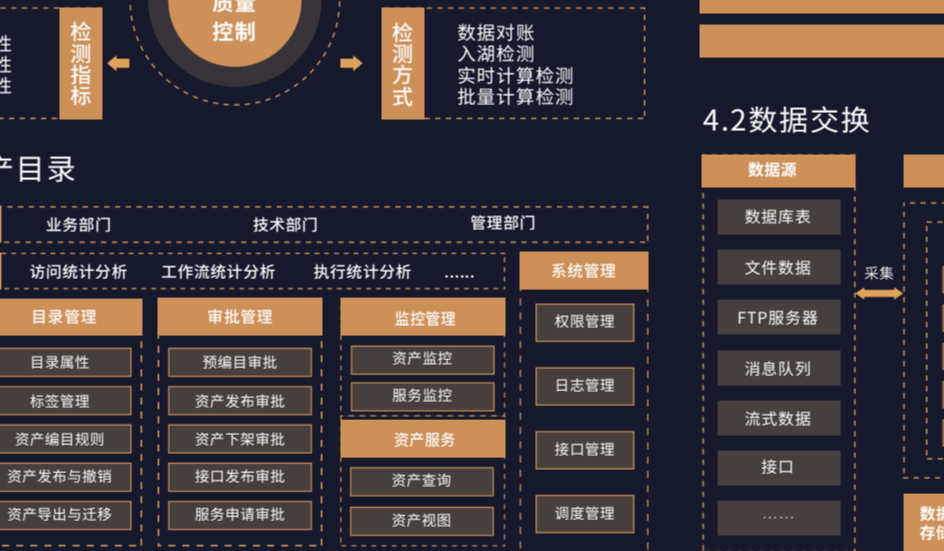 质量
控制
性
性
性
检测指标
检测方式
数据对账
入湖检测
实时计算检测
批量计算检测
产目录
业务部门
技术部门
管理部门
访问统计分析
工作流统计分析
执行统计分析
......
目录管理
目录属性
标签管理
资产编目规则
资产发布与撤销
资产导出与迁移
审批管理
预编目审批
资产发布审批
资产下架审批
接口发布审批
服务申请审批
监控管理
资产监控
服务监控
资产服务
资产查询
资产视图
系统管理
权限管理
日志管理
接口管理
调度管理
4.2数据交换
数据源
数据库表
文件数据
FTP服务器
消息队列
流式数据
接口
......
采集
数据
存储